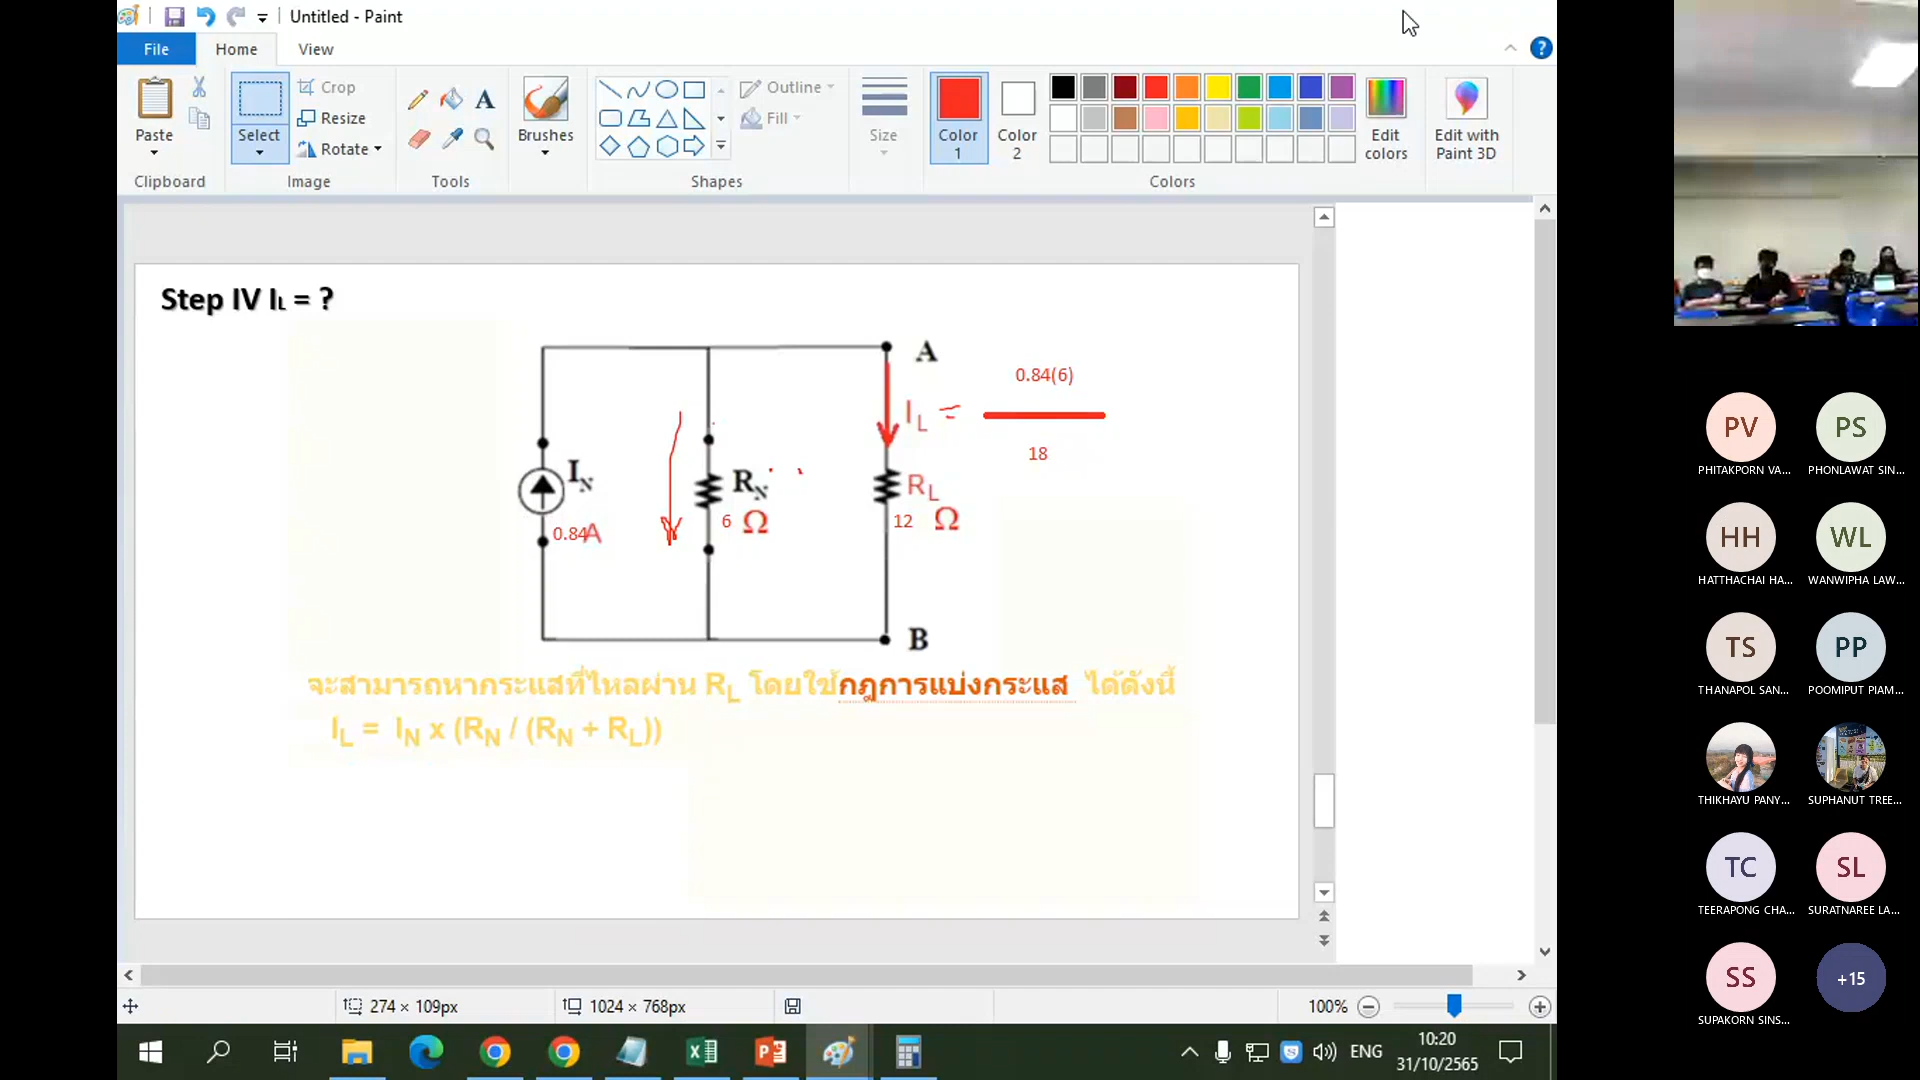 Untitled - Paint
File Home View
Paste
Select
Crop
Resize
Rotate
Brushes
Outline
Fill
Size
Color 1
Color 2
Edit colors
Edit with Paint 3D
Clipboard
Image
Tools
Shapes
Colors
Step IV IL = ?
A
0.84(6)
IL =
18
IN
0.84A
RN
6 Ω
RL
12 Ω
B
จะสามารถหากระแสที่ไหลผ่าน RL โดยใช้กฎการแบ่งกระแส ได้ดังนี้
IL = IN x (RN / (RN + RL))
274 × 109px
1024 × 768px
100%
ENG
10:20
31/10/2565
PV
PHITAKPORN VA...
PS
PHONLAWAT SIN...
HH
HATTHACHAI HA...
WL
WANWIPHA LAW...
TS
THANAPOL SAN...
PP
POOMIPUT PIAM...
THIKHAYU PANY...
SUPHANUT TREE...
TC
TEERAPONG CHA...
SL
SURATNAREE LA...
SS
SUPAKORN SINS...
+15